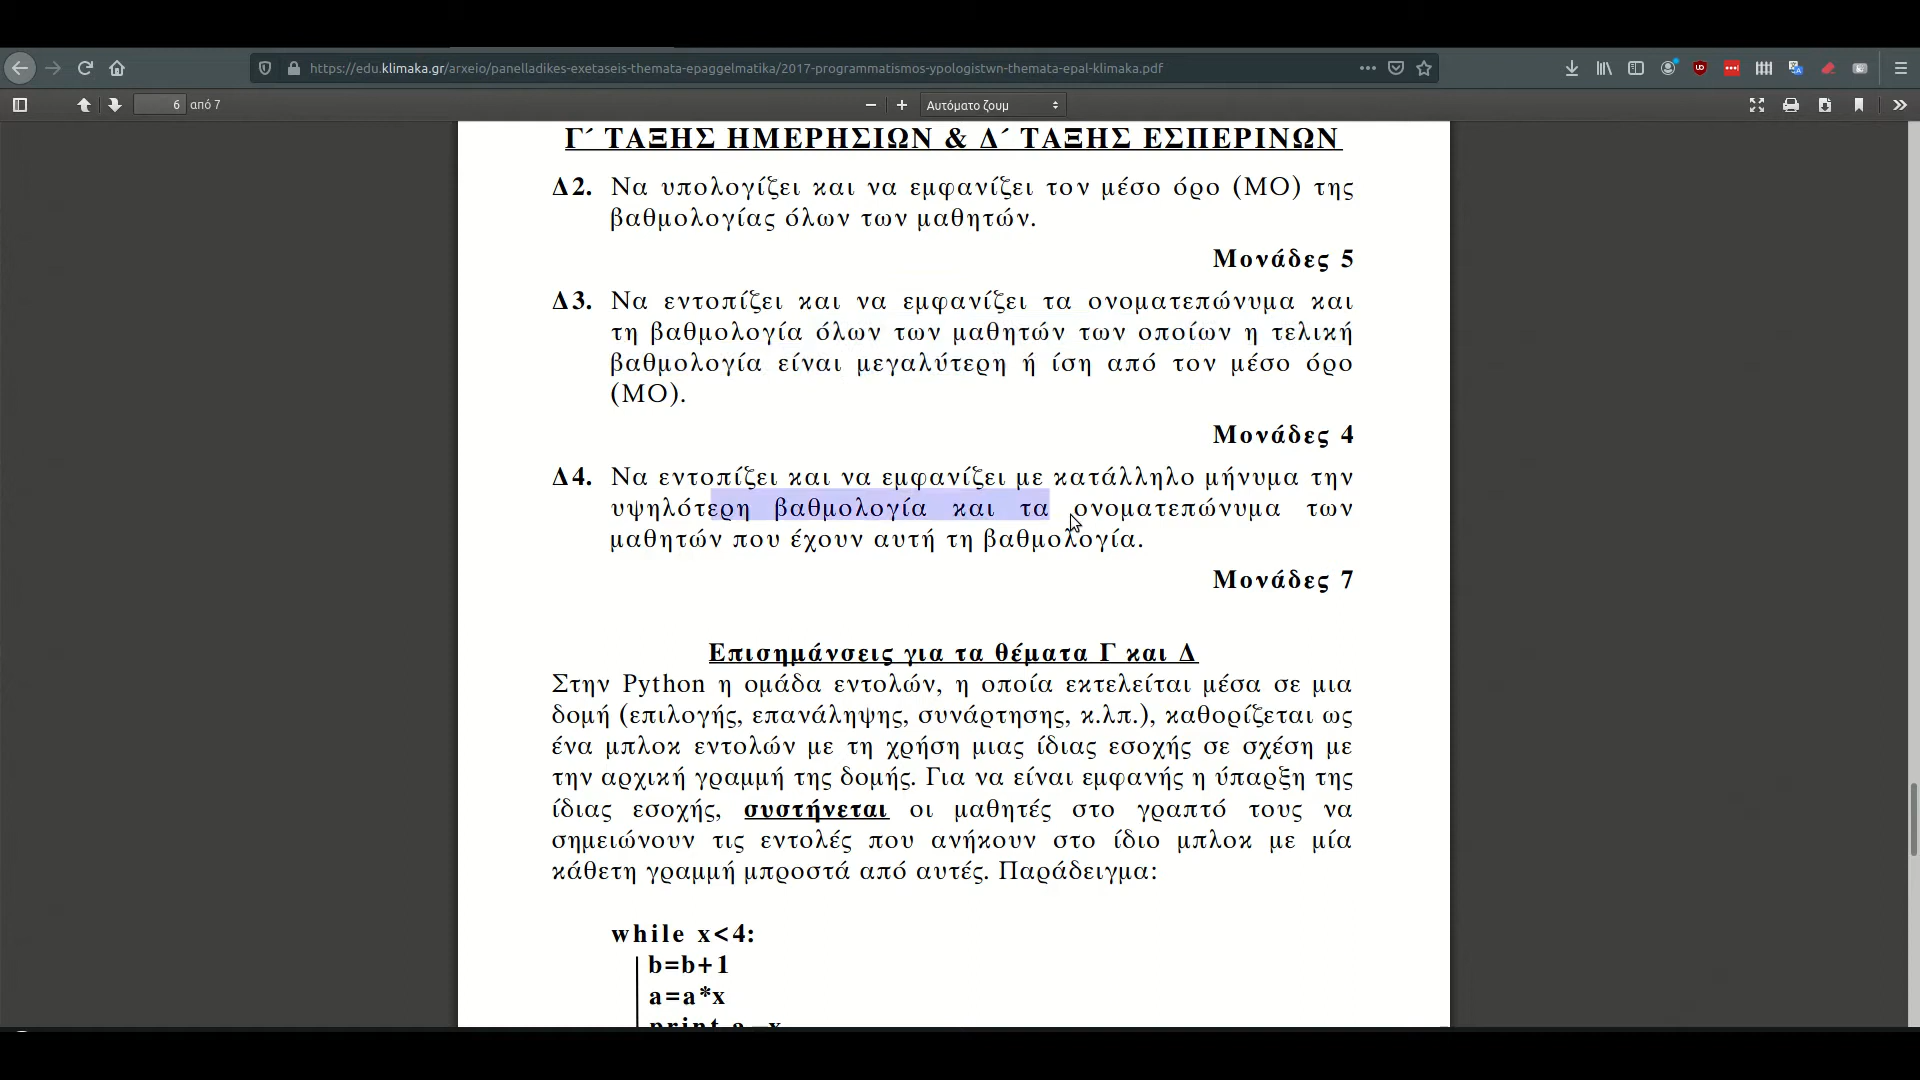 https://edu.klimaka.gr/arxeio/panelladikes-exetaseis-themata-epaggelmatika/2017-programmatismos-ypologistwn-themata-epal-klimaka.pdf
6 από 7
Αυτόματο ζουμ
Γ΄ ΤΑΞΗΣ ΗΜΕΡΗΣΙΩΝ & Δ΄ ΤΑΞΗΣ ΕΣΠΕΡΙΝΩΝ
Δ2. Να υπολογίζει και να εμφανίζει τον μέσο όρο (ΜΟ) της
βαθμολογίας όλων των μαθητών.
Μονάδες 5
Δ3. Να εντοπίζει και να εμφανίζει τα ονοματεπώνυμα και
τη βαθμολογία όλων των μαθητών των οποίων η τελική
βαθμολογία είναι μεγαλύτερη ή ίση από τον μέσο όρο
(ΜΟ).
Μονάδες 4
Δ4. Να εντοπίζει και να εμφανίζει με κατάλληλο μήνυμα την
υψηλότερη βαθμολογία και τα ονοματεπώνυμα των
μαθητών που έχουν αυτή τη βαθμολογία.
Μονάδες 7
Επισημάνσεις για τα θέματα Γ και Δ
Στην Python η ομάδα εντολών, η οποία εκτελείται μέσα σε μια
δομή (επιλογής, επανάληψης, συνάρτησης, κ.λπ.), καθορίζεται ως
ένα μπλοκ εντολών με τη χρήση μιας ίδιας εσοχής σε σχέση με
την αρχική γραμμή της δομής. Για να είναι εμφανής η ύπαρξη της
ίδιας εσοχής, συστήνεται οι μαθητές στο γραπτό τους να
σημειώνουν τις εντολές που ανήκουν στο ίδιο μπλοκ με μία
κάθετη γραμμή μπροστά από αυτές. Παράδειγμα:
while x<4:
b=b+1
a=a*x
print a